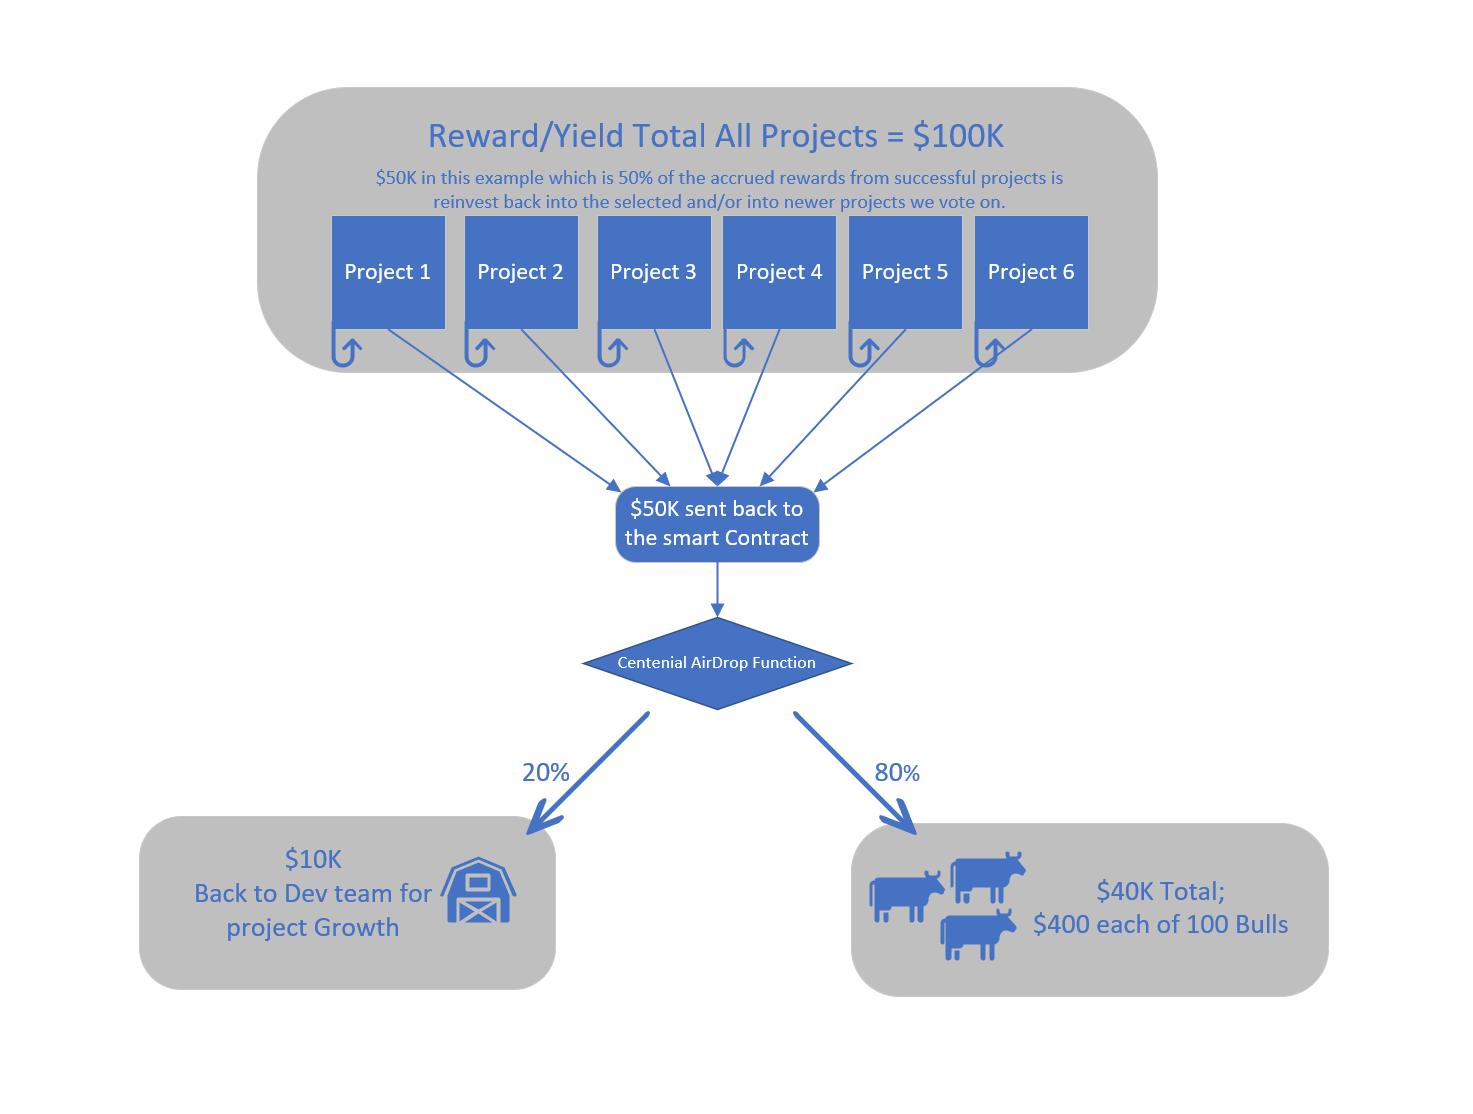 Reward/Yield Total All Projects = $100K
$50K in this example which is 50% of the accrued rewards from successful projects is
reinvest back into the selected and/or into newer projects we vote on.
Project 1
Project 2
Project 3
Project 4
Project 5
Project 6
$50K sent back to
the smart Contract
Centenial AirDrop Function
20%
80%
$10K
Back to Dev team for
project Growth
$40K Total;
$400 each of 100 Bulls